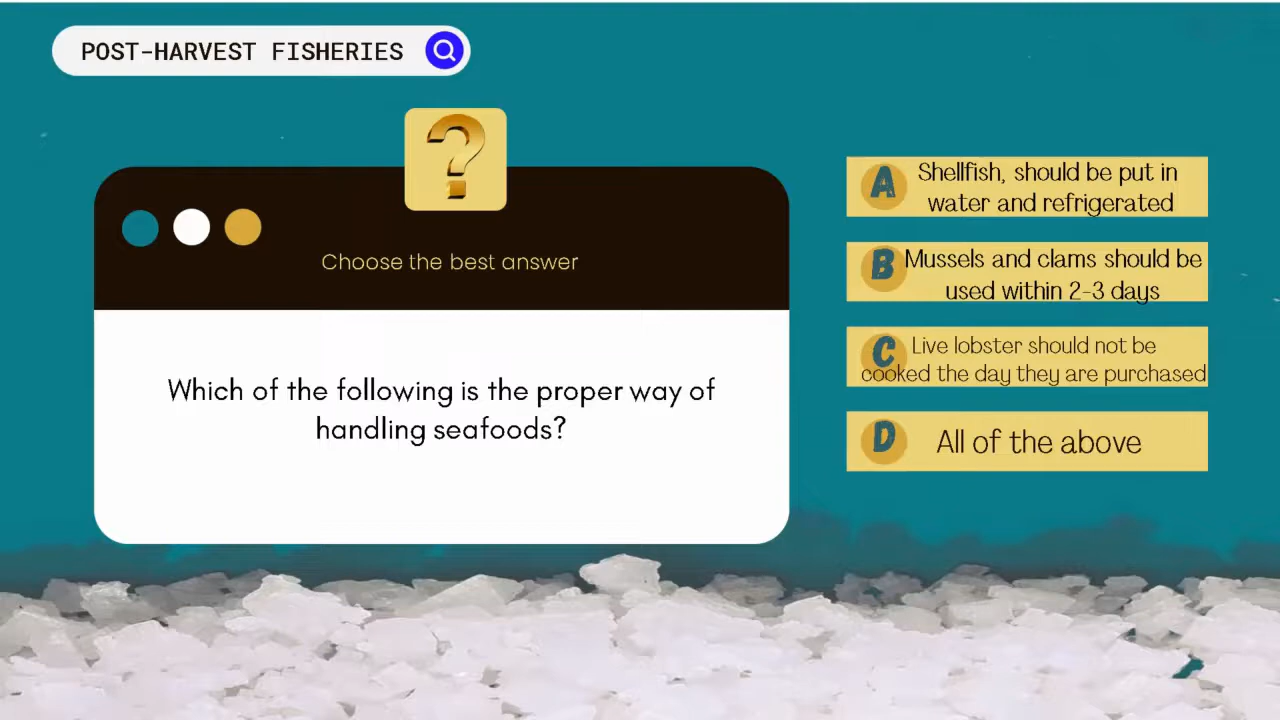 POST-HARVEST FISHERIES
?
Choose the best answer
Which of the following is the proper way of
handling seafoods?
A
Shellfish, should be put in
water and refrigerated
B
Mussels and clams should be
used within 2-3 days
C
Live lobster should not be
cooked the day they are purchased
D
All of the above